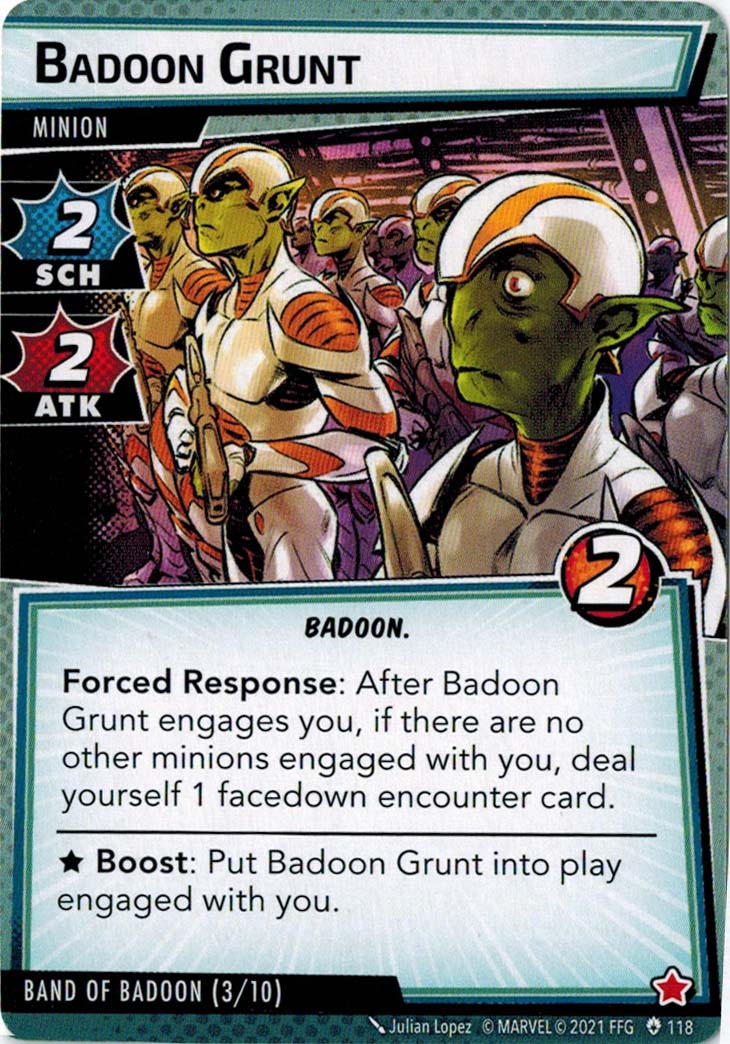 BADOON GRUNT
MINION
2
SCH
2
ATK
2
BADOON.
Forced Response: After Badoon
Grunt engages you, if there are no
other minions engaged with you, deal
yourself 1 facedown encounter card.
★ Boost: Put Badoon Grunt into play
engaged with you.
BAND OF BADOON (3/10)
Julian Lopez © MARVEL © 2021 FFG 118